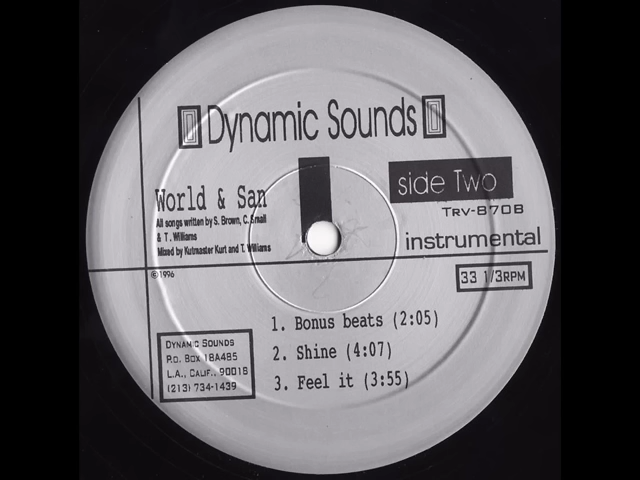 Dynamic Sounds
World & San
All songs written by S. Brown, C. Small
& T. Williams
Mixed by Kutmaster Kurt and T. Williams
side Two
TRV-870B
instrumental
©1996
33 1/3RPM
1. Bonus beats (2:05)
2. Shine (4:07)
3. Feel it (3:55)
DYNAMIC SOUNDS
P.O. BOX 18A485
L.A., CALIF., 90018
(213) 734-1439